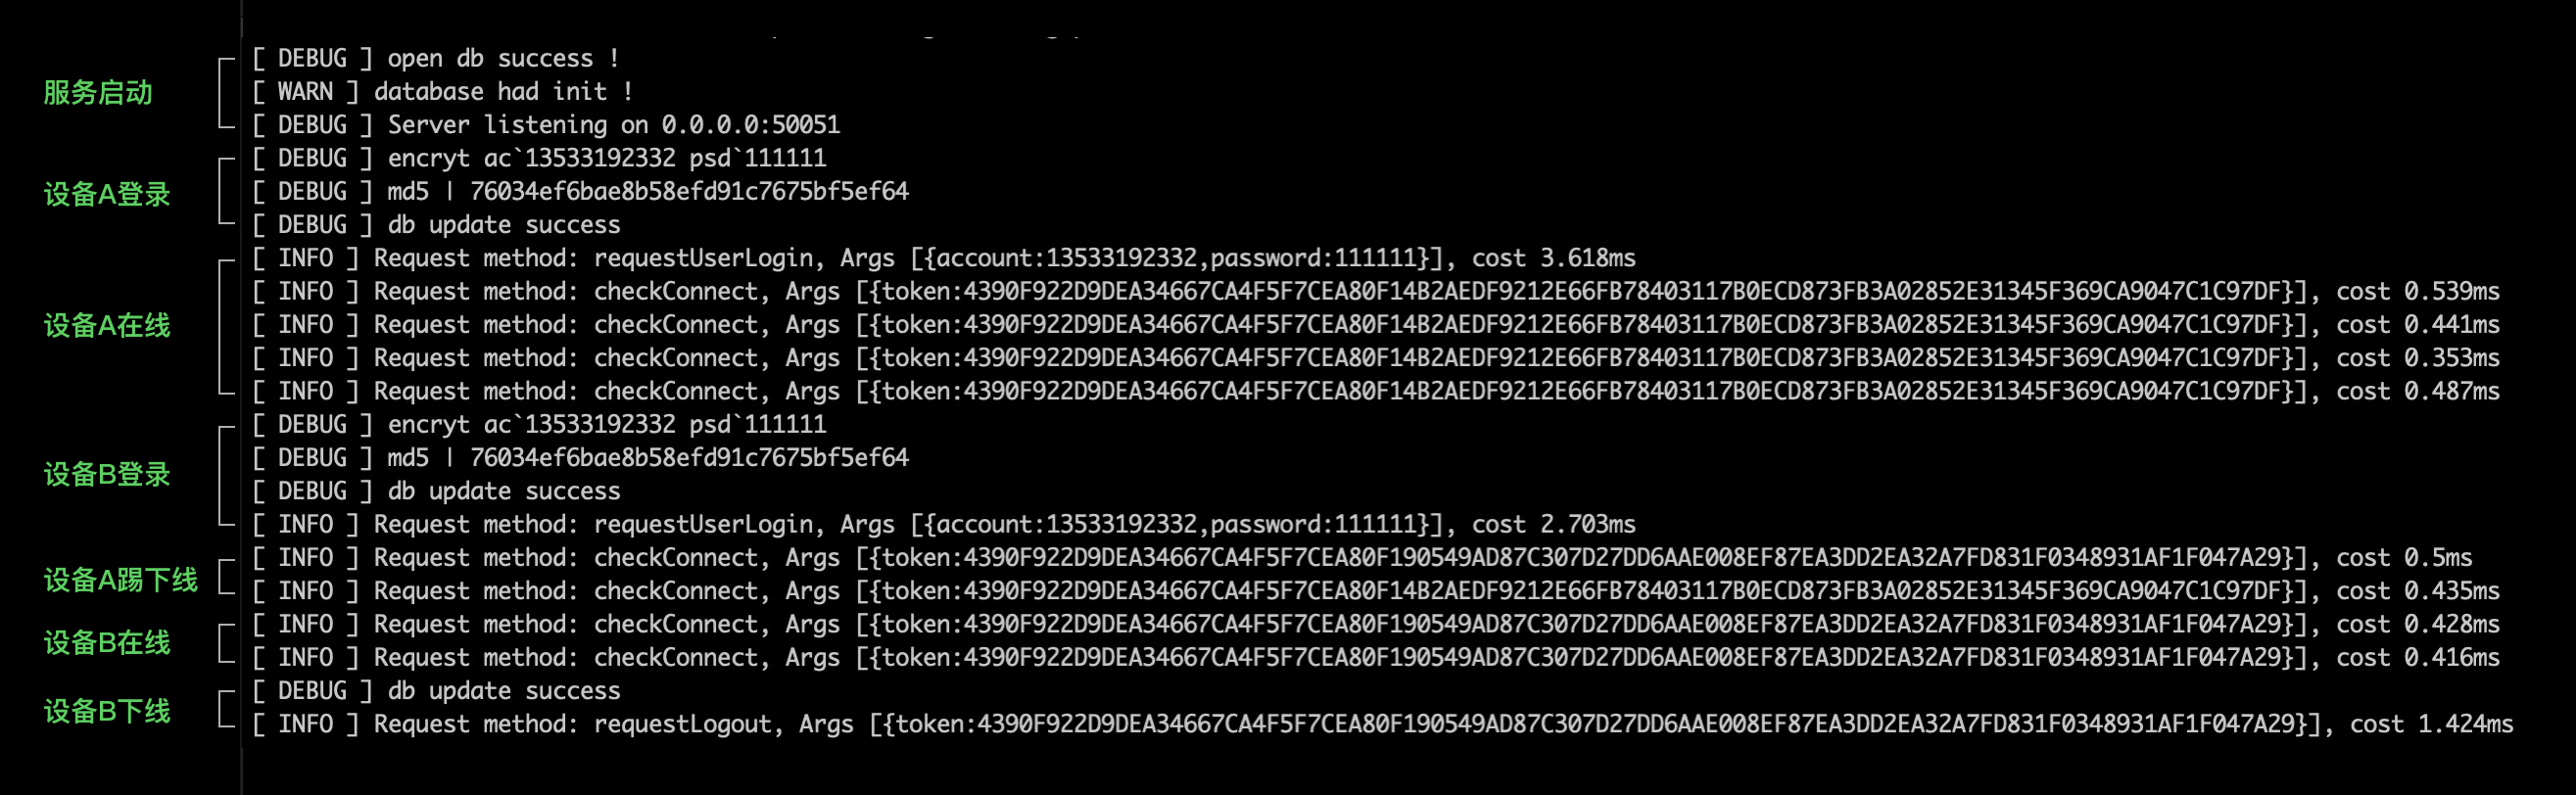 服务启动
[ DEBUG ] open db success !
[ WARN ] database had init !
[ DEBUG ] Server listening on 0.0.0.0:50051
设备A登录
[ DEBUG ] encryt ac`13533192332 psd`111111
[ DEBUG ] md5 | 76034ef6bae8b58efd91c7675bf5ef64
[ DEBUG ] db update success
设备A在线
[ INFO ] Request method: requestUserLogin, Args [{account:13533192332,password:111111}], cost 3.618ms
[ INFO ] Request method: checkConnect, Args [{token:4390F922D9DEA34667CA4F5F7CEA80F14B2AEDF9212E66FB78403117B0ECD873FB3A02852E31345F369CA9047C1C97DF}], cost 0.539ms
[ INFO ] Request method: checkConnect, Args [{token:4390F922D9DEA34667CA4F5F7CEA80F14B2AEDF9212E66FB78403117B0ECD873FB3A02852E31345F369CA9047C1C97DF}], cost 0.441ms
[ INFO ] Request method: checkConnect, Args [{token:4390F922D9DEA34667CA4F5F7CEA80F14B2AEDF9212E66FB78403117B0ECD873FB3A02852E31345F369CA9047C1C97DF}], cost 0.353ms
[ INFO ] Request method: checkConnect, Args [{token:4390F922D9DEA34667CA4F5F7CEA80F14B2AEDF9212E66FB78403117B0ECD873FB3A02852E31345F369CA9047C1C97DF}], cost 0.487ms
设备B登录
[ DEBUG ] encryt ac`13533192332 psd`111111
[ DEBUG ] md5 | 76034ef6bae8b58efd91c7675bf5ef64
[ DEBUG ] db update success
[ INFO ] Request method: requestUserLogin, Args [{account:13533192332,password:111111}], cost 2.703ms
设备A踢下线
[ INFO ] Request method: checkConnect, Args [{token:4390F922D9DEA34667CA4F5F7CEA80F190549AD87C307D27DD6AAE008EF87EA3DD2EA32A7FD831F0348931AF1F047A29}], cost 0.5ms
[ INFO ] Request method: checkConnect, Args [{token:4390F922D9DEA34667CA4F5F7CEA80F14B2AEDF9212E66FB78403117B0ECD873FB3A02852E31345F369CA9047C1C97DF}], cost 0.435ms
设备B在线
[ INFO ] Request method: checkConnect, Args [{token:4390F922D9DEA34667CA4F5F7CEA80F190549AD87C307D27DD6AAE008EF87EA3DD2EA32A7FD831F0348931AF1F047A29}], cost 0.428ms
[ INFO ] Request method: checkConnect, Args [{token:4390F922D9DEA34667CA4F5F7CEA80F190549AD87C307D27DD6AAE008EF87EA3DD2EA32A7FD831F0348931AF1F047A29}], cost 0.416ms
设备B下线
[ DEBUG ] db update success
[ INFO ] Request method: requestLogout, Args [{token:4390F922D9DEA34667CA4F5F7CEA80F190549AD87C307D27DD6AAE008EF87EA3DD2EA32A7FD831F0348931AF1F047A29}], cost 1.424ms